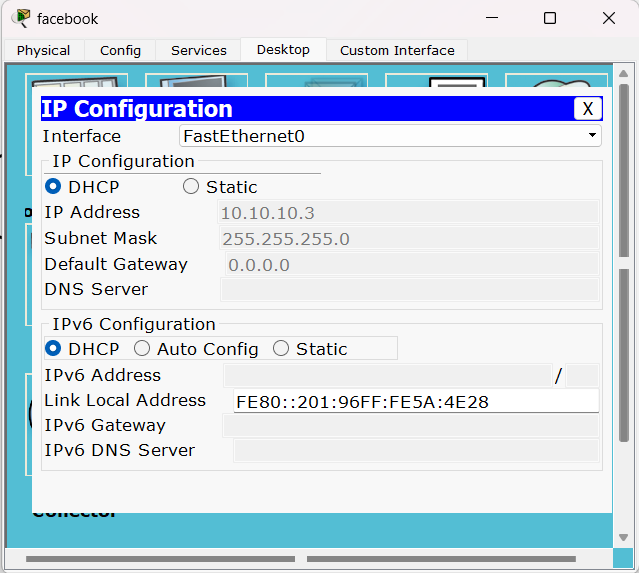 facebook
Physical Config Services Desktop Custom Interface
IP Configuration X
Interface FastEthernet0
IP Configuration
DHCP Static
IP Address 10.10.10.3
Subnet Mask 255.255.255.0
Default Gateway 0.0.0.0
DNS Server
IPv6 Configuration
DHCP Auto Config Static
IPv6 Address /
Link Local Address FE80::201:96FF:FE5A:4E28
IPv6 Gateway
IPv6 DNS Server
Collector